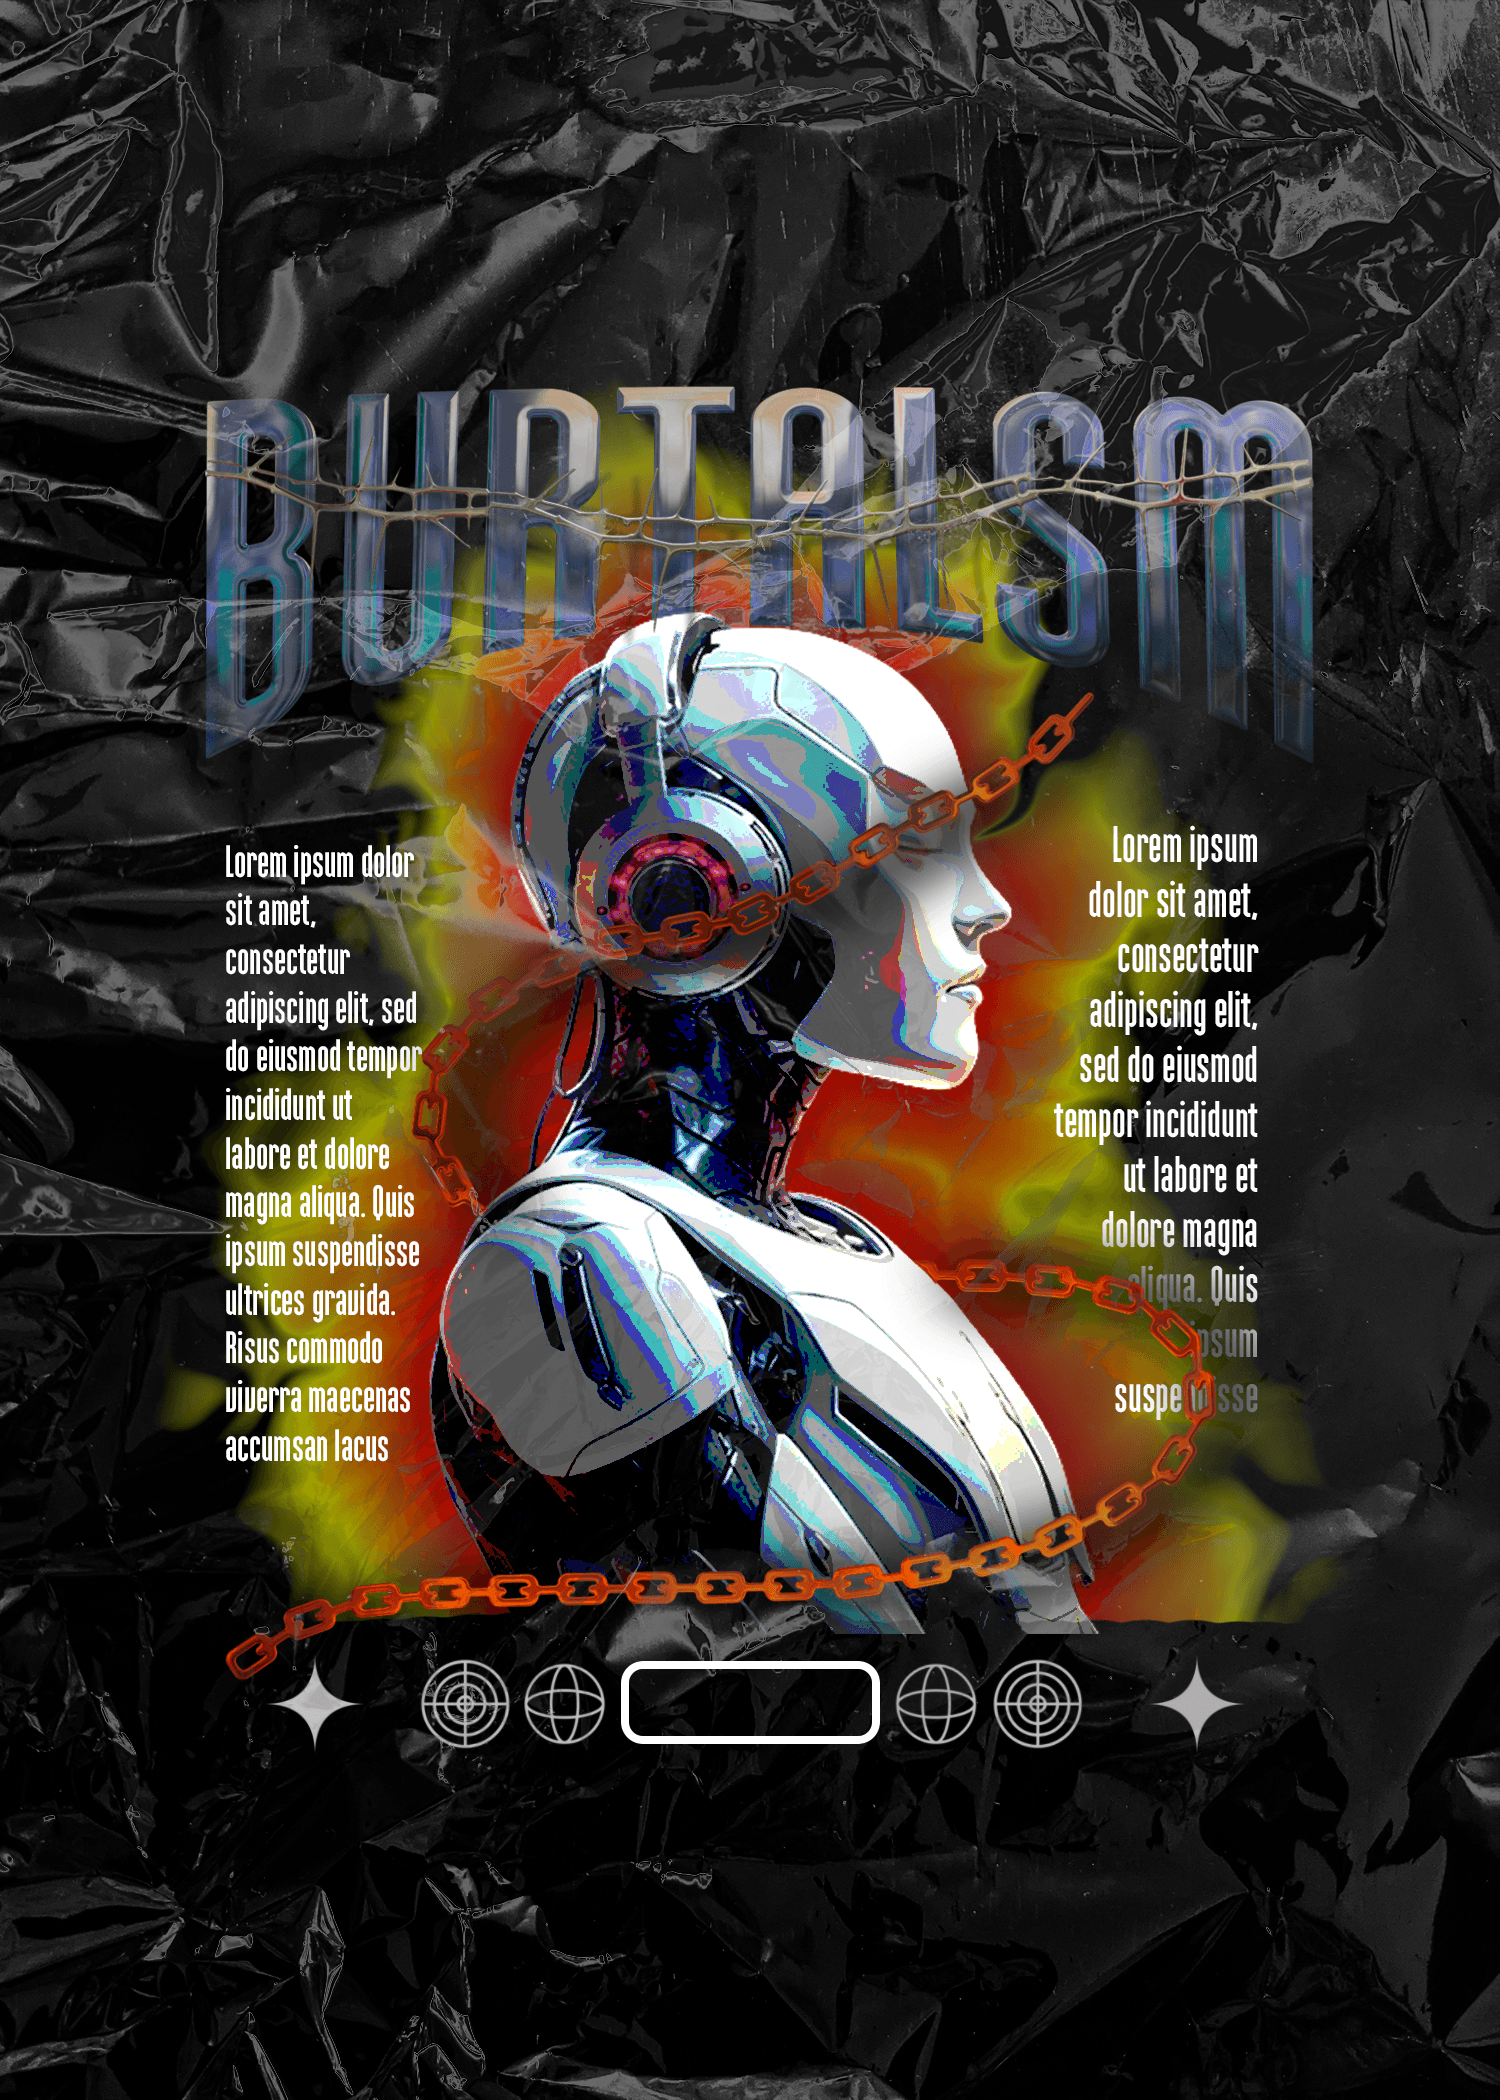 BURTALSM
Lorem ipsum dolor
sit amet,
consectetur
adipiscing elit, sed
do eiusmod tempor
incididunt ut
labore et dolore
magna aliqua. Quis
ipsum suspendisse
ultrices gravida.
Risus commodo
viverra maecenas
accumsan lacus
Lorem ipsum
dolor sit amet,
consectetur
adipiscing elit,
sed do eiusmod
tempor incididunt
ut labore et
dolore magna
aliqua. Quis
ipsum
suspendisse